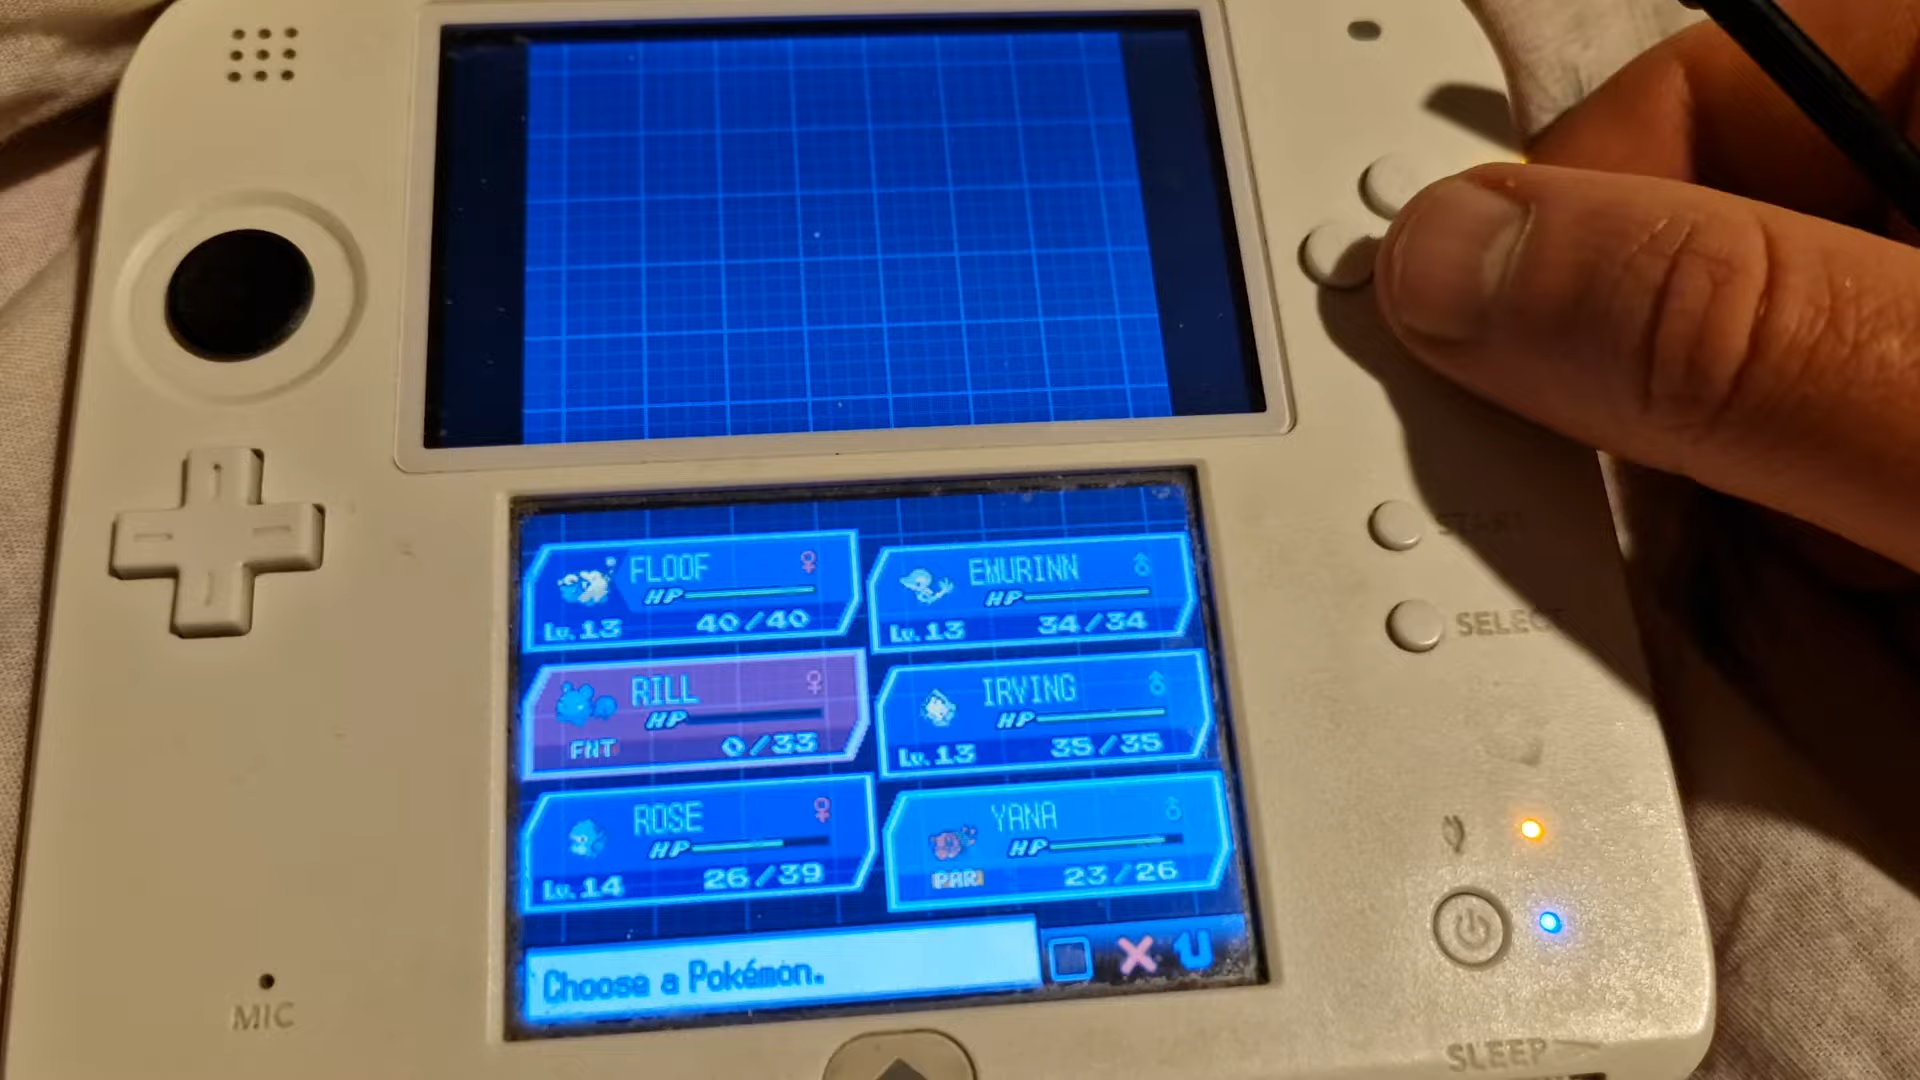 FLOOF ♀
HP
Lv.13 40/40
EMURINN ♂
HP
Lv.13 34/34
RILL ♀
HP
FNT 0/33
IRVING ♂
HP
Lv.13 35/35
ROSE ♀
HP
Lv.14 26/39
YANA ♂
HP
PAR 23/26
Choose a Pokémon.
START
SELECT
MIC
SLEEP